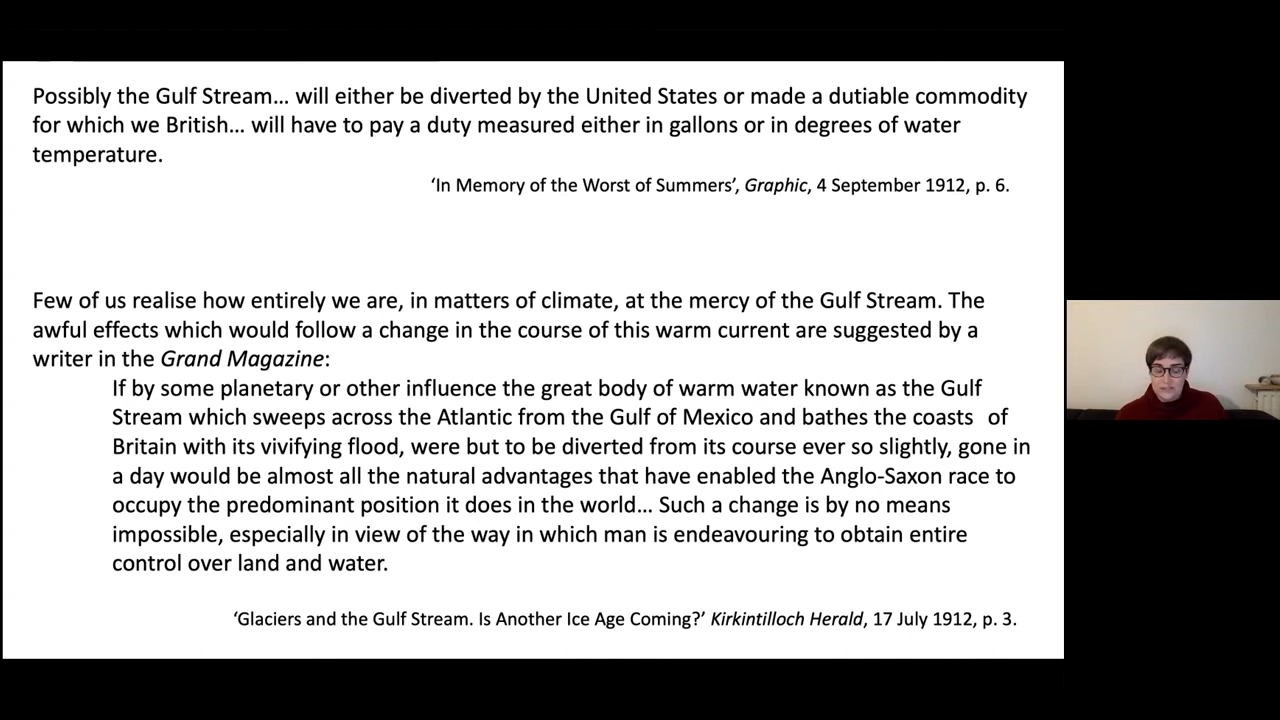 Possibly the Gulf Stream… will either be diverted by the United States or made a dutiable commodity
for which we British… will have to pay a duty measured either in gallons or in degrees of water
temperature.
‘In Memory of the Worst of Summers’, Graphic, 4 September 1912, p. 6.
Few of us realise how entirely we are, in matters of climate, at the mercy of the Gulf Stream. The
awful effects which would follow a change in the course of this warm current are suggested by a
writer in the Grand Magazine:
If by some planetary or other influence the great body of warm water known as the Gulf
Stream which sweeps across the Atlantic from the Gulf of Mexico and bathes the coasts of
Britain with its vivifying flood, were but to be diverted from its course ever so slightly, gone in
a day would be almost all the natural advantages that have enabled the Anglo-Saxon race to
occupy the predominant position it does in the world… Such a change is by no means
impossible, especially in view of the way in which man is endeavouring to obtain entire
control over land and water.
‘Glaciers and the Gulf Stream. Is Another Ice Age Coming?’ Kirkintilloch Herald, 17 July 1912, p. 3.